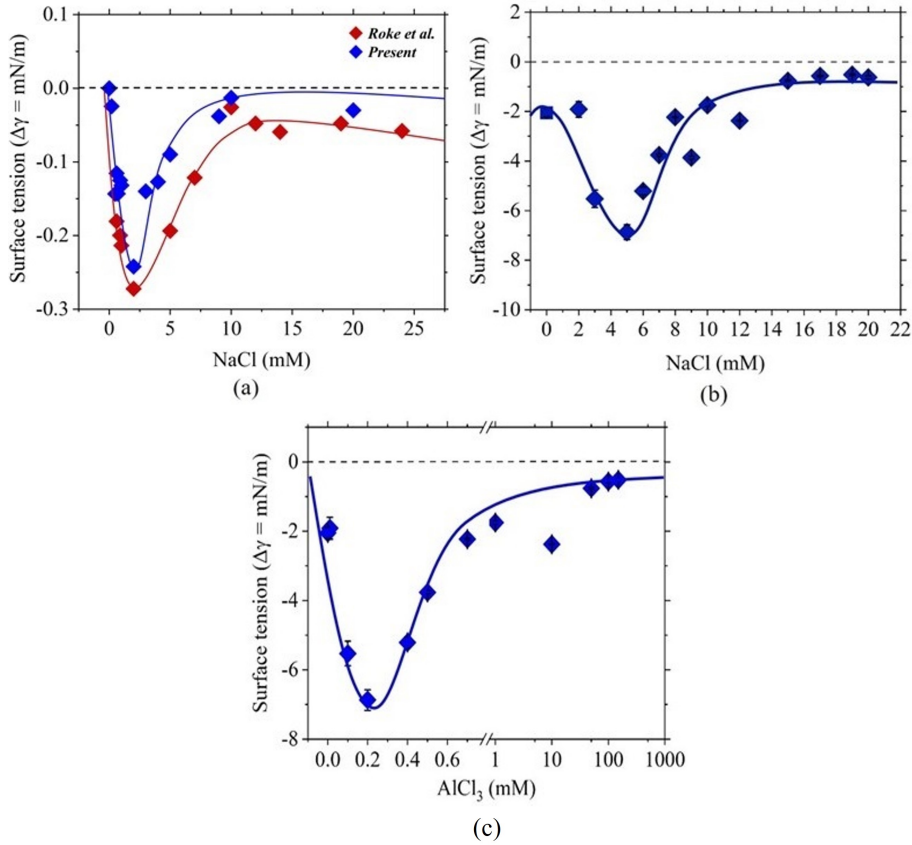 Roke et al.
Present
Surface tension (Δγ = mN/m)
0.1
0.0
-0.1
-0.2
-0.3
0 5 10 15 20 25
NaCl (mM)
(a)
Surface tension (Δγ = mN/m)
2
0
-2
-4
-6
-8
-10
0 2 4 6 8 10 12 14 16 18 20 22
NaCl (mM)
(b)
Surface tension (Δγ = mN/m)
0
-2
-4
-6
-8
0.0 0.2 0.4 0.6 1 10 100 1000
AlCl₃ (mM)
(c)